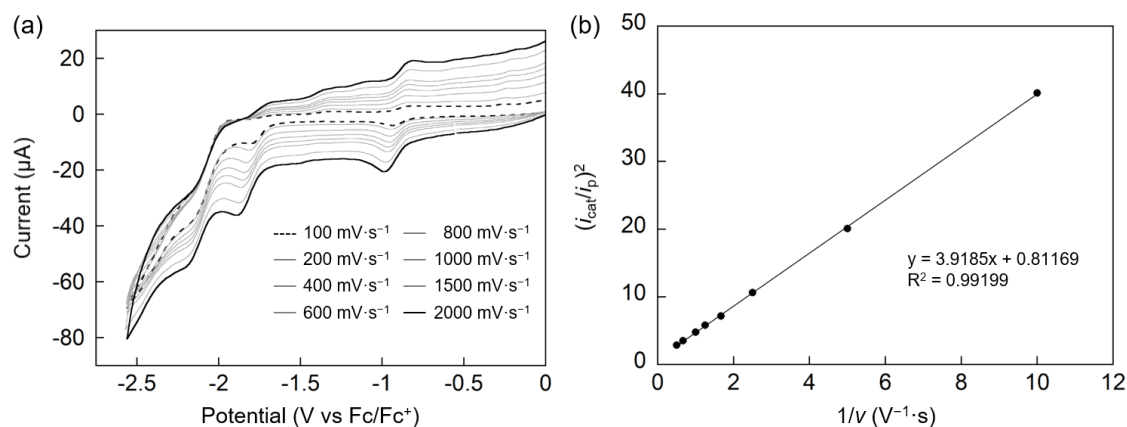 (a)
20
0
-20
-40
-60
-80
Current (μA)
100 mV·s⁻¹
200 mV·s⁻¹
400 mV·s⁻¹
600 mV·s⁻¹
800 mV·s⁻¹
1000 mV·s⁻¹
1500 mV·s⁻¹
2000 mV·s⁻¹
-2.5 -2 -1.5 -1 -0.5 0
Potential (V vs Fc/Fc⁺)
(b)
50
40
30
20
10
0
(i_cat/i_p)²
y = 3.9185x + 0.81169
R² = 0.99199
0 2 4 6 8 10 12
1/v (V⁻¹·s)